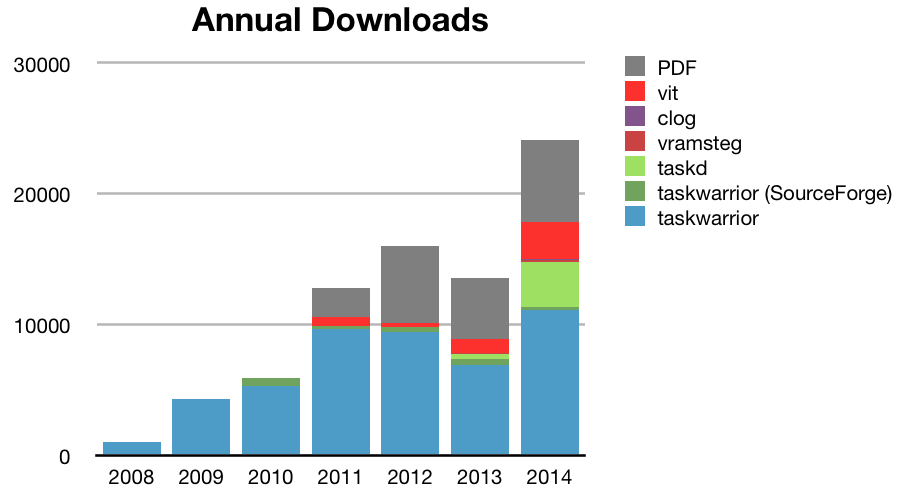 Annual Downloads
30000
20000
10000
0
2008 2009 2010 2011 2012 2013 2014
PDF
vit
clog
vramsteg
taskd
taskwarrior (SourceForge)
taskwarrior